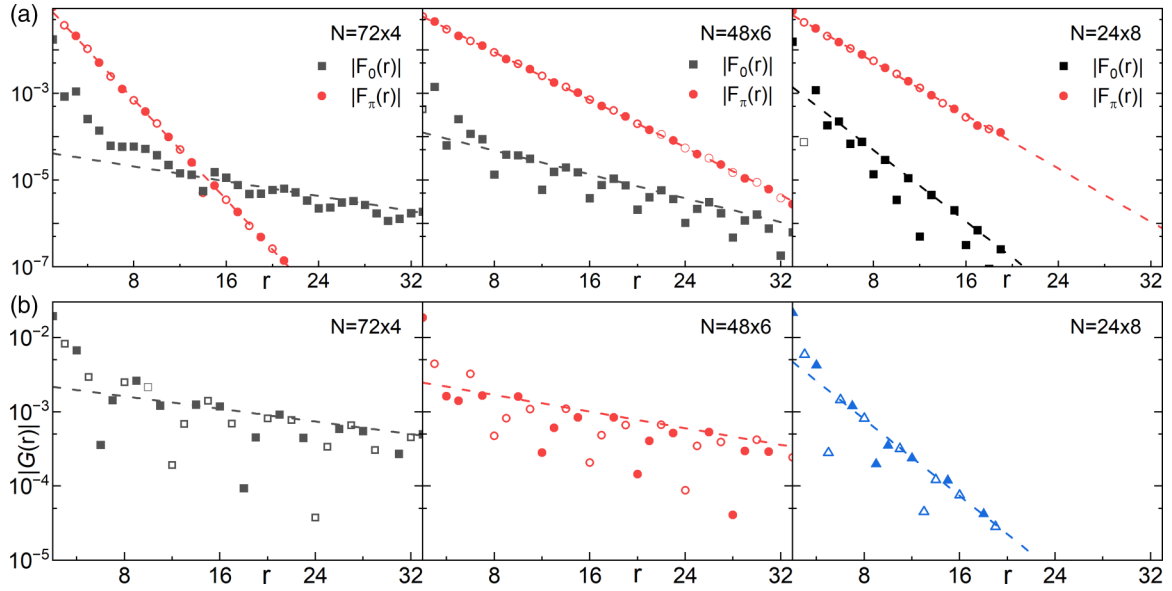 (a)
N=72x4
|F₀(r)|
|Fπ(r)|
N=48x6
|F₀(r)|
|Fπ(r)|
N=24x8
|F₀(r)|
|Fπ(r)|
10⁻³
10⁻⁵
10⁻⁷
8 16 r 24 32
8 16 r 24 32
8 16 r 24 32
(b)
N=72x4
N=48x6
N=24x8
10⁻²
10⁻³
10⁻⁴
10⁻⁵
|G(r)|
8 16 r 24 32
8 16 r 24 32
8 16 r 24 32